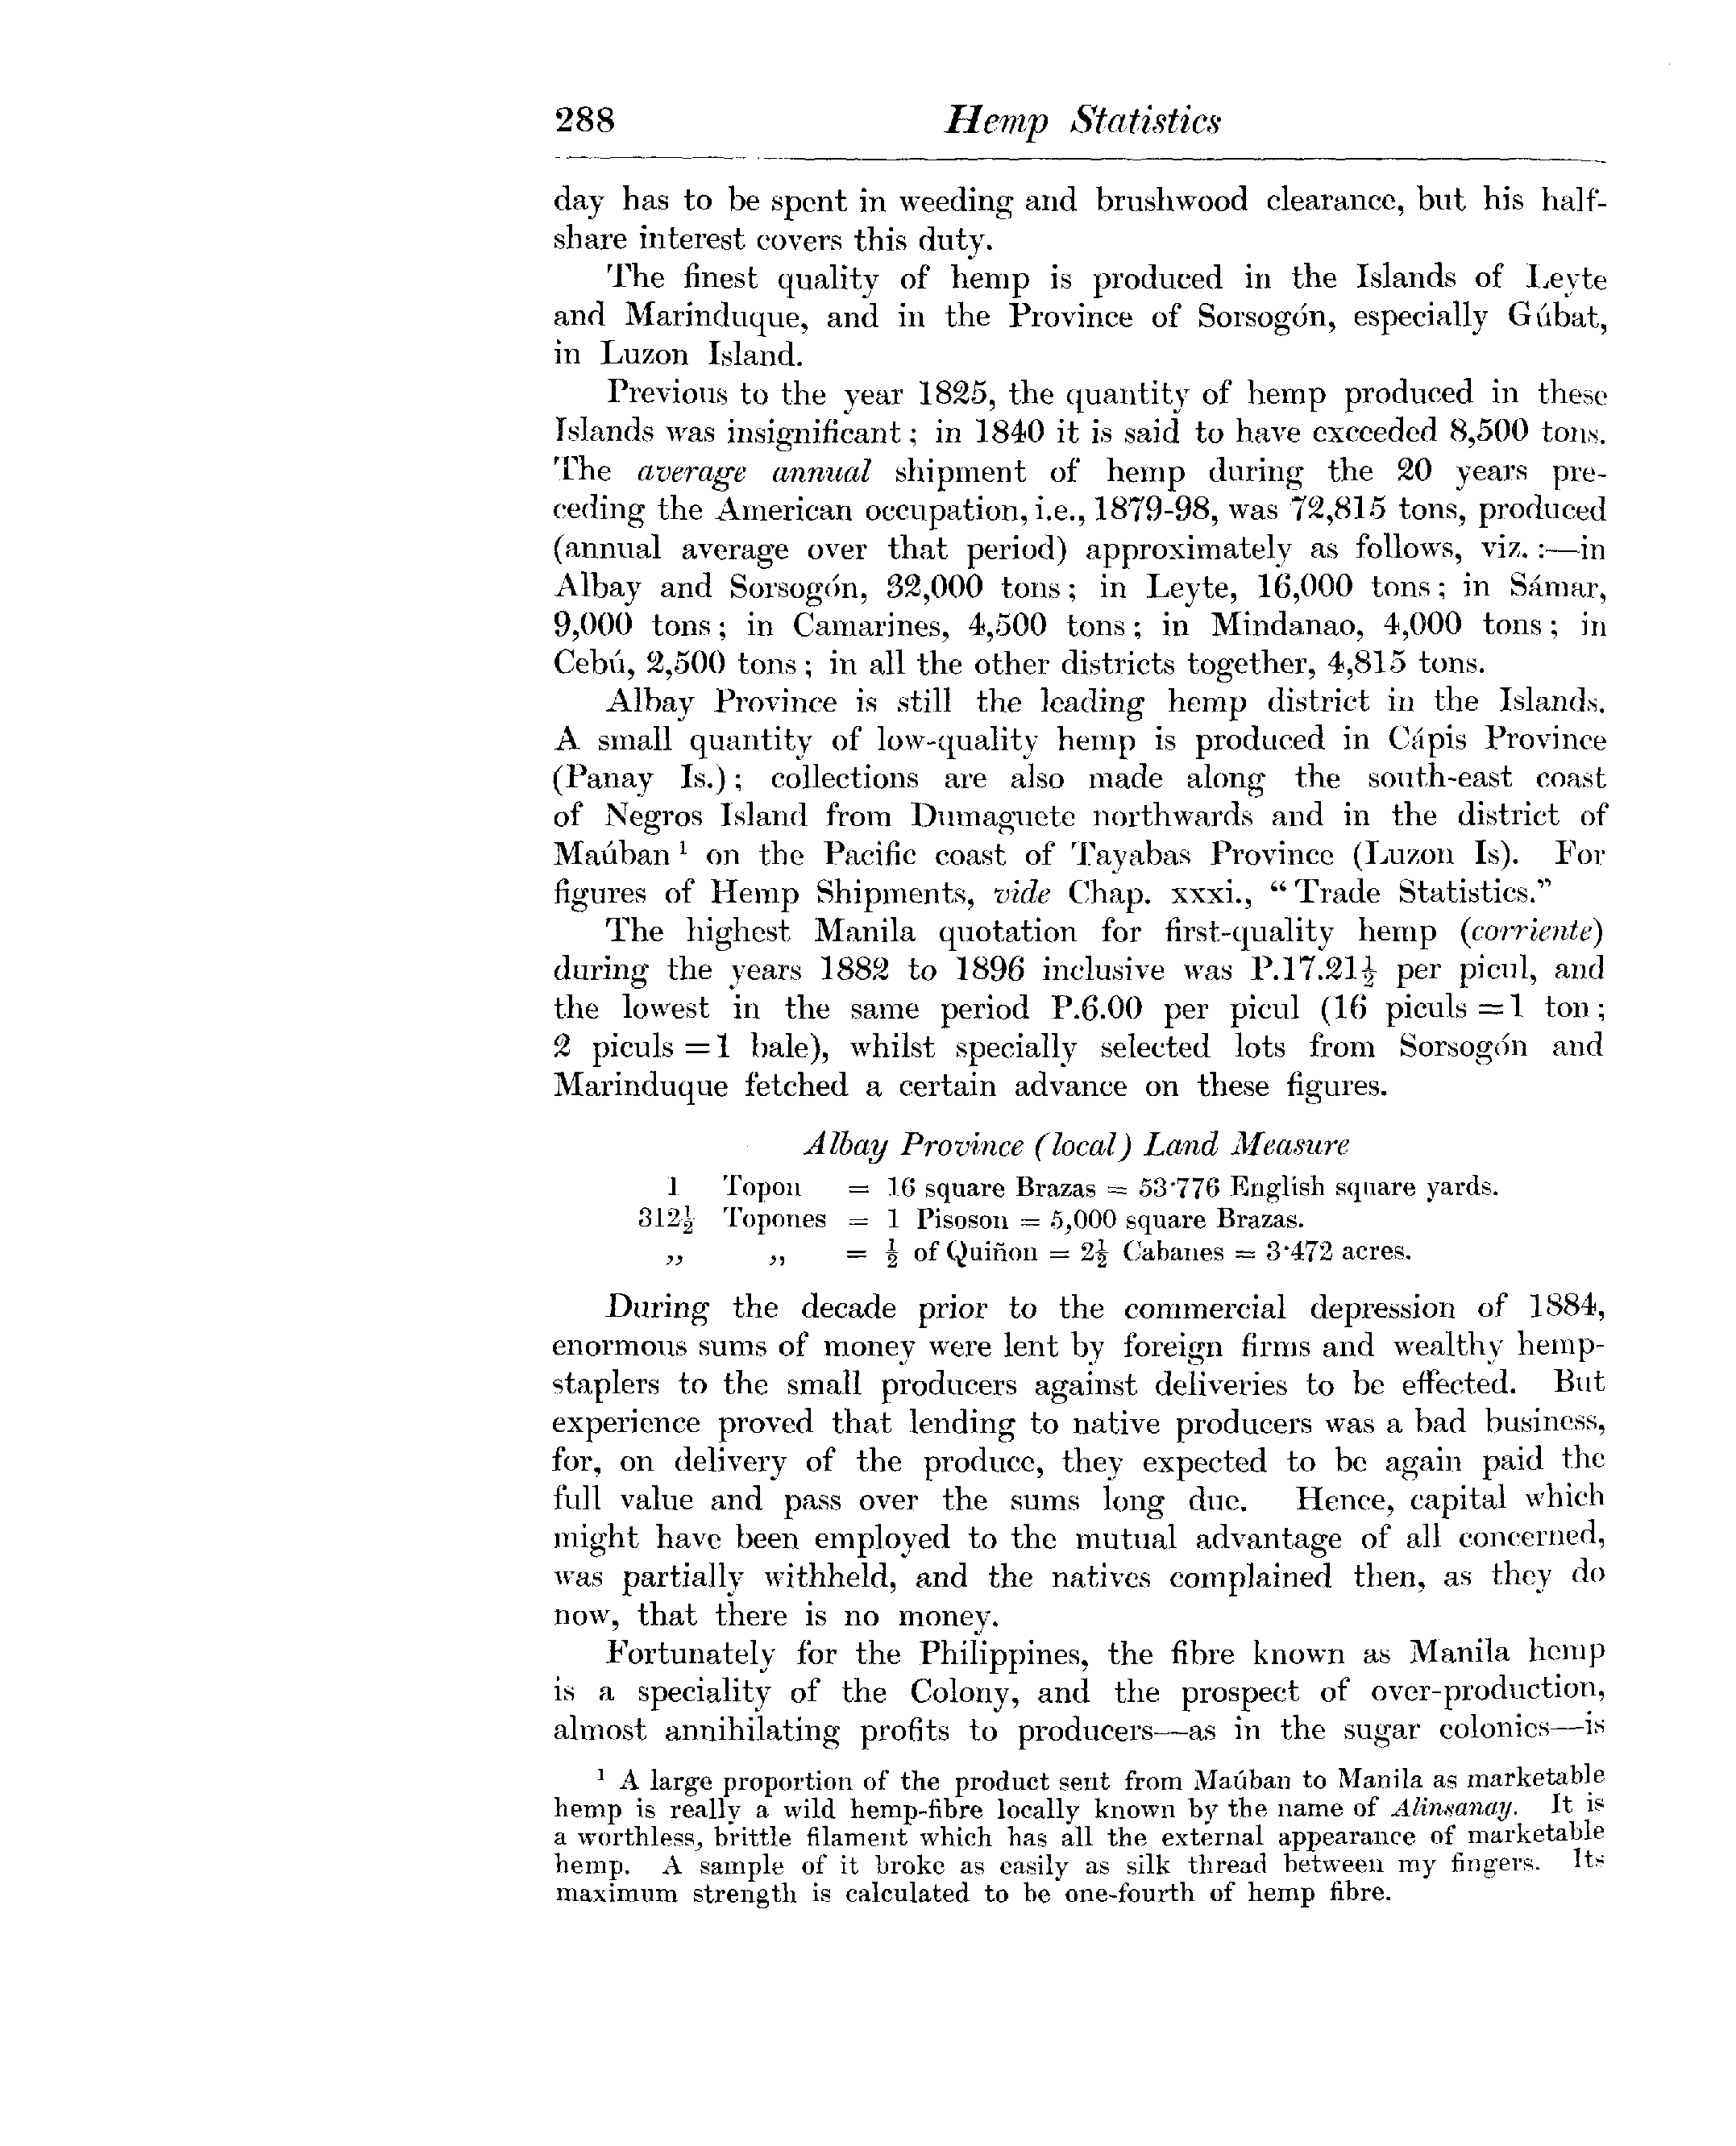 288 Hemp Statistics
day has to be spent in weeding and brushwood clearance, but his half-
share interest covers this duty.
The finest quality of hemp is produced in the Islands of Leyte
and Marinduque, and in the Province of Sorsogón, especially Gúbat,
in Luzon Island.
Previous to the year 1825, the quantity of hemp produced in these
Islands was insignificant; in 1840 it is said to have exceeded 8,500 tons.
The average annual shipment of hemp during the 20 years pre-
ceding the American occupation, i.e., 1879-98, was 72,815 tons, produced
(annual average over that period) approximately as follows, viz. :—in
Albay and Sorsogón, 32,000 tons; in Leyte, 16,000 tons; in Sámar,
9,000 tons; in Camarines, 4,500 tons; in Mindanao, 4,000 tons; in
Cebú, 2,500 tons; in all the other districts together, 4,815 tons.
Albay Province is still the leading hemp district in the Islands.
A small quantity of low-quality hemp is produced in Cápis Province
(Panay Is.); collections are also made along the south-east coast
of Negros Island from Dumaguete northwards and in the district of
Maúban ¹ on the Pacific coast of Tayabas Province (Luzon Is). For
figures of Hemp Shipments, vide Chap. xxxi., “Trade Statistics.”
The highest Manila quotation for first-quality hemp (corriente)
during the years 1882 to 1896 inclusive was P.17.21½ per picul, and
the lowest in the same period P.6.00 per picul (16 piculs = 1 ton;
2 piculs = 1 bale), whilst specially selected lots from Sorsogón and
Marinduque fetched a certain advance on these figures.
Albay Province (local) Land Measure
1 Topon = 16 square Brazas = 53·776 English square yards.
312½ Topones = 1 Pisoson = 5,000 square Brazas.
„ „ = ½ of Quiñon = 2½ Cabanes = 3·472 acres.
During the decade prior to the commercial depression of 1884,
enormous sums of money were lent by foreign firms and wealthy hemp-
staplers to the small producers against deliveries to be effected. But
experience proved that lending to native producers was a bad business,
for, on delivery of the produce, they expected to be again paid the
full value and pass over the sums long due. Hence, capital which
might have been employed to the mutual advantage of all concerned,
was partially withheld, and the natives complained then, as they do
now, that there is no money.
Fortunately for the Philippines, the fibre known as Manila hemp
is a speciality of the Colony, and the prospect of over-production,
almost annihilating profits to producers—as in the sugar colonies—is
¹ A large proportion of the product sent from Maúban to Manila as marketable
hemp is really a wild hemp-fibre locally known by the name of Alinsanay. It is
a worthless, brittle filament which has all the external appearance of marketable
hemp. A sample of it broke as easily as silk thread between my fingers. Its
maximum strength is calculated to be one-fourth of hemp fibre.